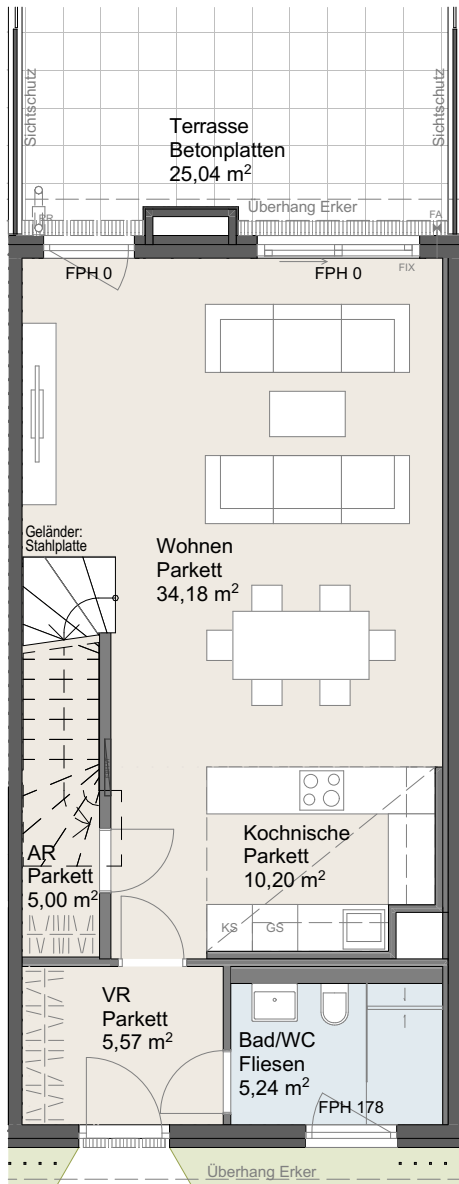 Sichtschutz
Sichtschutz
Terrasse
Betonplatten
25,04 m²
Überhang Erker
RR
FA
FPH 0
FPH 0
FIX
Geländer:
Stahlplatte
Wohnen
Parkett
34,18 m²
Kochnische
Parkett
10,20 m²
AR
Parkett
5,00 m²
KS
GS
VR
Parkett
5,57 m²
Bad/WC
Fliesen
5,24 m²
FPH 178
Überhang Erker